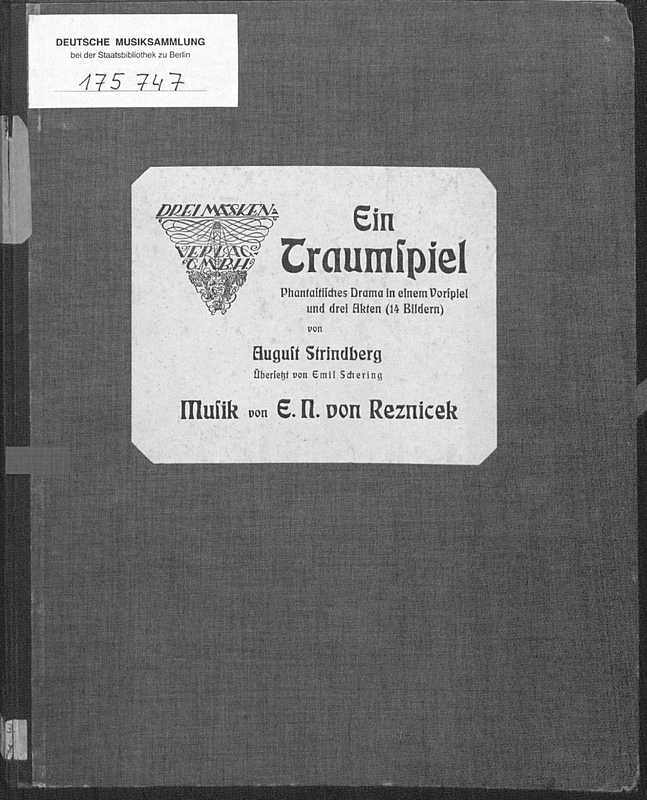 DEUTSCHE MUSIKSAMMLUNG
bei der Staatsbibliothek zu Berlin
175 747
DREI MASKEN-
VERLAG
GMBH
Ein
Traumſpiel
Phantaſtiſches Drama in einem Vorſpiel
und drei Akten (14 Bildern)
von
Auguſt Strindberg
Überſetzt von Emil Schering
Muſik von E. N. von Reznicek